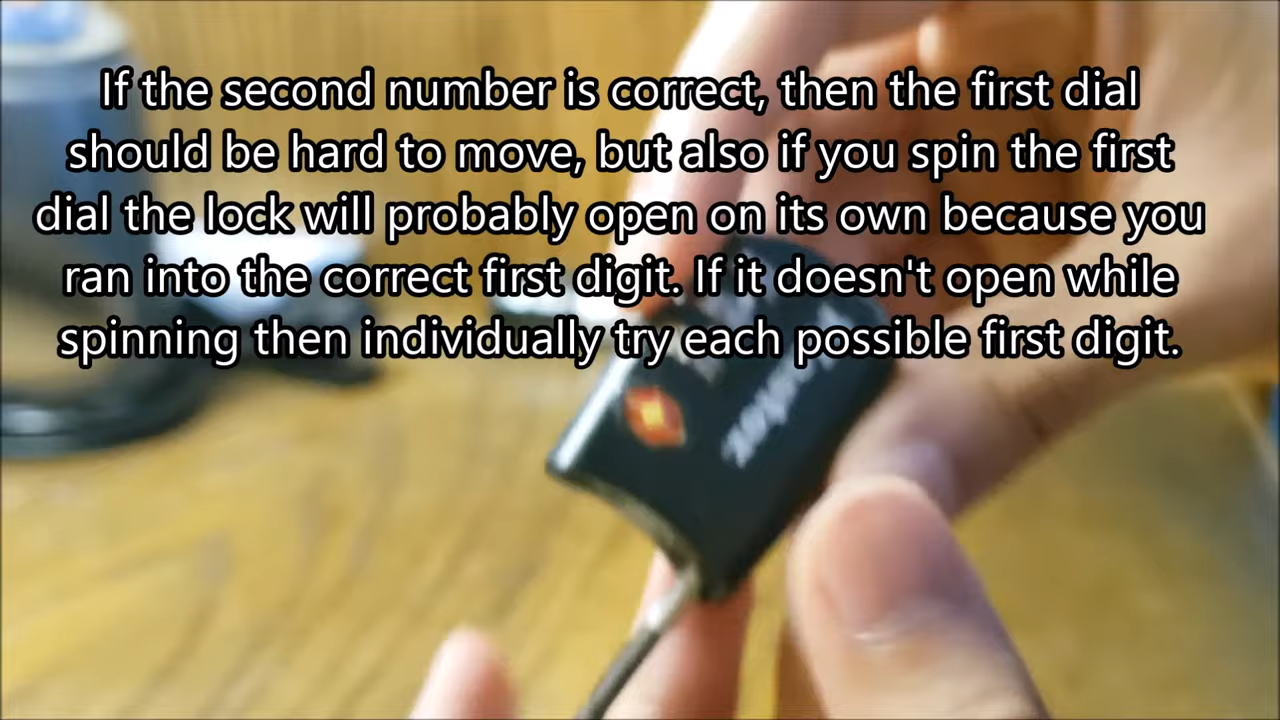 If the second number is correct, then the first dial
should be hard to move, but also if you spin the first
dial the lock will probably open on its own because you
ran into the correct first digit. If it doesn't open while
spinning then individually try each possible first digit.
Master